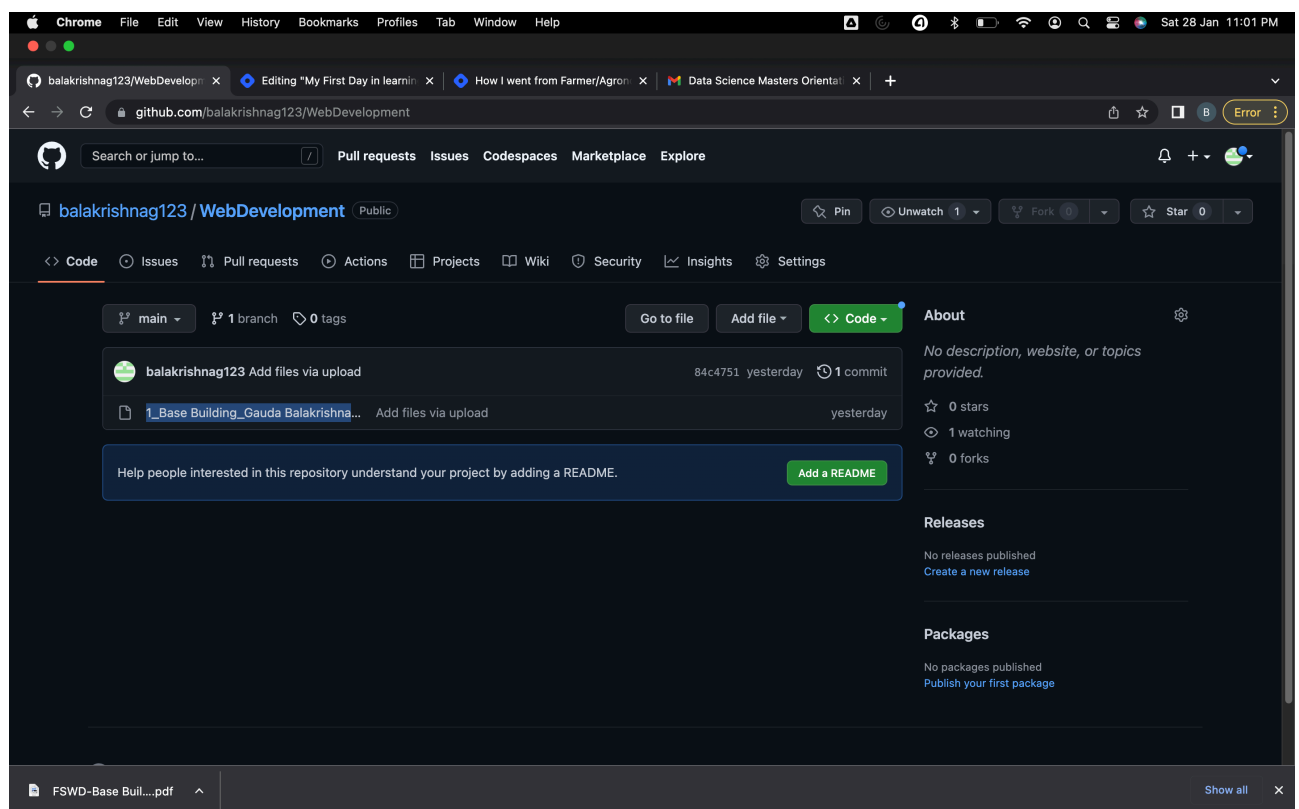 Chrome File Edit View History Bookmarks Profiles Tab Window Help Sat 28 Jan 11:01 PM
balakrishnag123/WebDevelopm Editing "My First Day in learnin How I went from Farmer/Agron Data Science Masters Orientati
github.com/balakrishnag123/WebDevelopment B Error
Search or jump to... / Pull requests Issues Codespaces Marketplace Explore
balakrishnag123 / WebDevelopment Public Pin Unwatch 1 Fork 0 Star 0
<> Code Issues Pull requests Actions Projects Wiki Security Insights Settings
main 1 branch 0 tags Go to file Add file <> Code
balakrishnag123 Add files via upload 84c4751 yesterday 1 commit
1_Base Building_Gauda Balakrishna... Add files via upload yesterday
Help people interested in this repository understand your project by adding a README. Add a README
About
No description, website, or topics
provided.
0 stars
1 watching
0 forks
Releases
No releases published
Create a new release
Packages
No packages published
Publish your first package
FSWD-Base Buil....pdf Show all